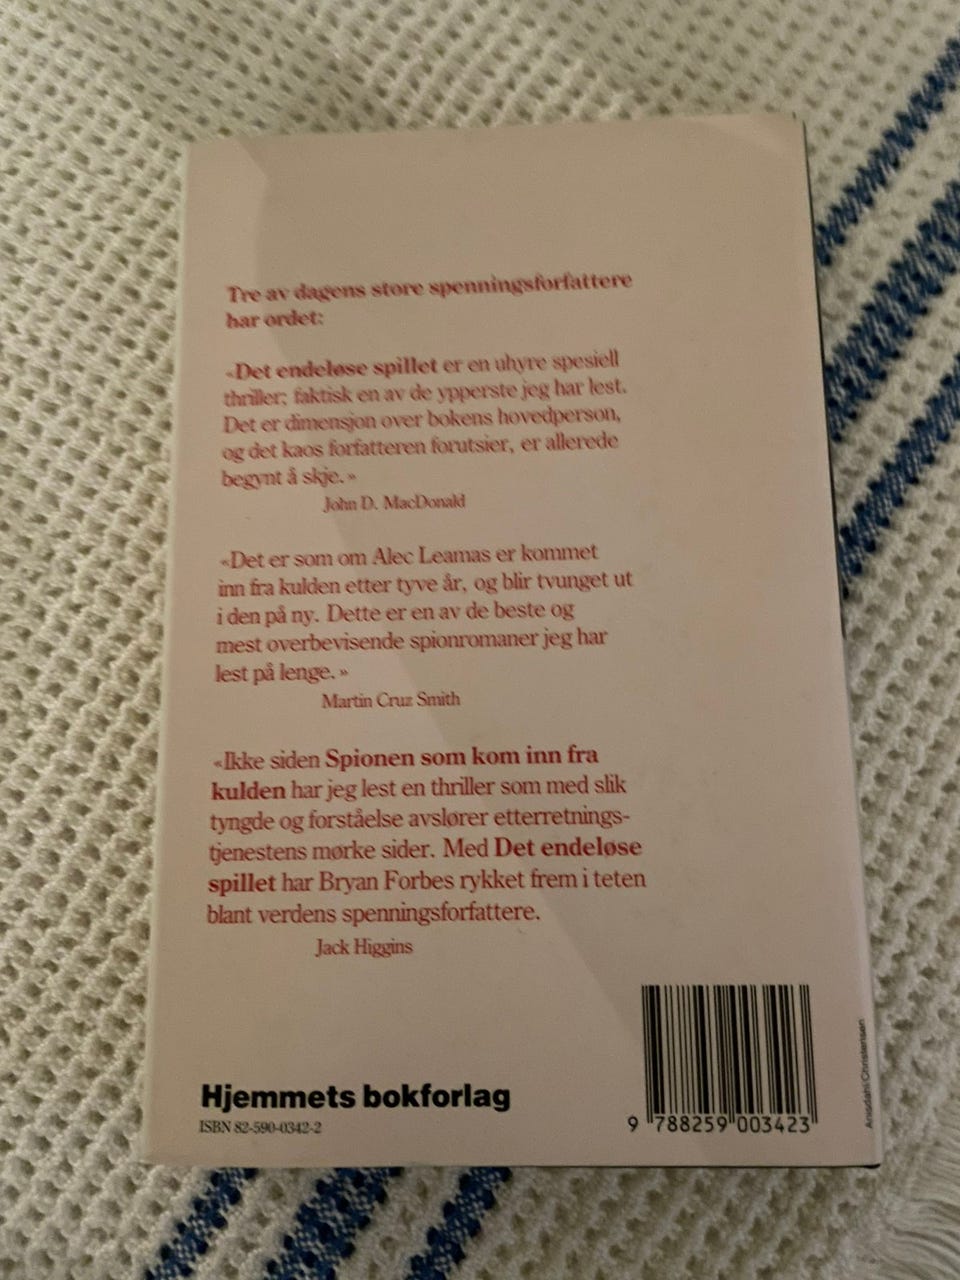 Tre av dagens store spenningsforfattere
har ordet:
«Det endeløse spillet er en uhyre spesiell
thriller; faktisk en av de ypperste jeg har lest.
Det er dimensjon over bokens hovedperson,
og det kaos forfatteren forutsier, er allerede
begynt å skje.»
John D. MacDonald
«Det er som om Alec Leamas er kommet
inn fra kulden etter tyve år, og blir tvunget ut
i den på ny. Dette er en av de beste og
mest overbevisende spionromaner jeg har
lest på lenge.»
Martin Cruz Smith
«Ikke siden Spionen som kom inn fra
kulden har jeg lest en thriller som med slik
tyngde og forståelse avslører etterretnings-
tjenestens mørke sider. Med Det endeløse
spillet har Bryan Forbes rykket frem i teten
blant verdens spenningsforfattere.
Jack Higgins
Hjemmets bokforlag
ISBN 82-590-0342-2
9 788259 003423
Christensen